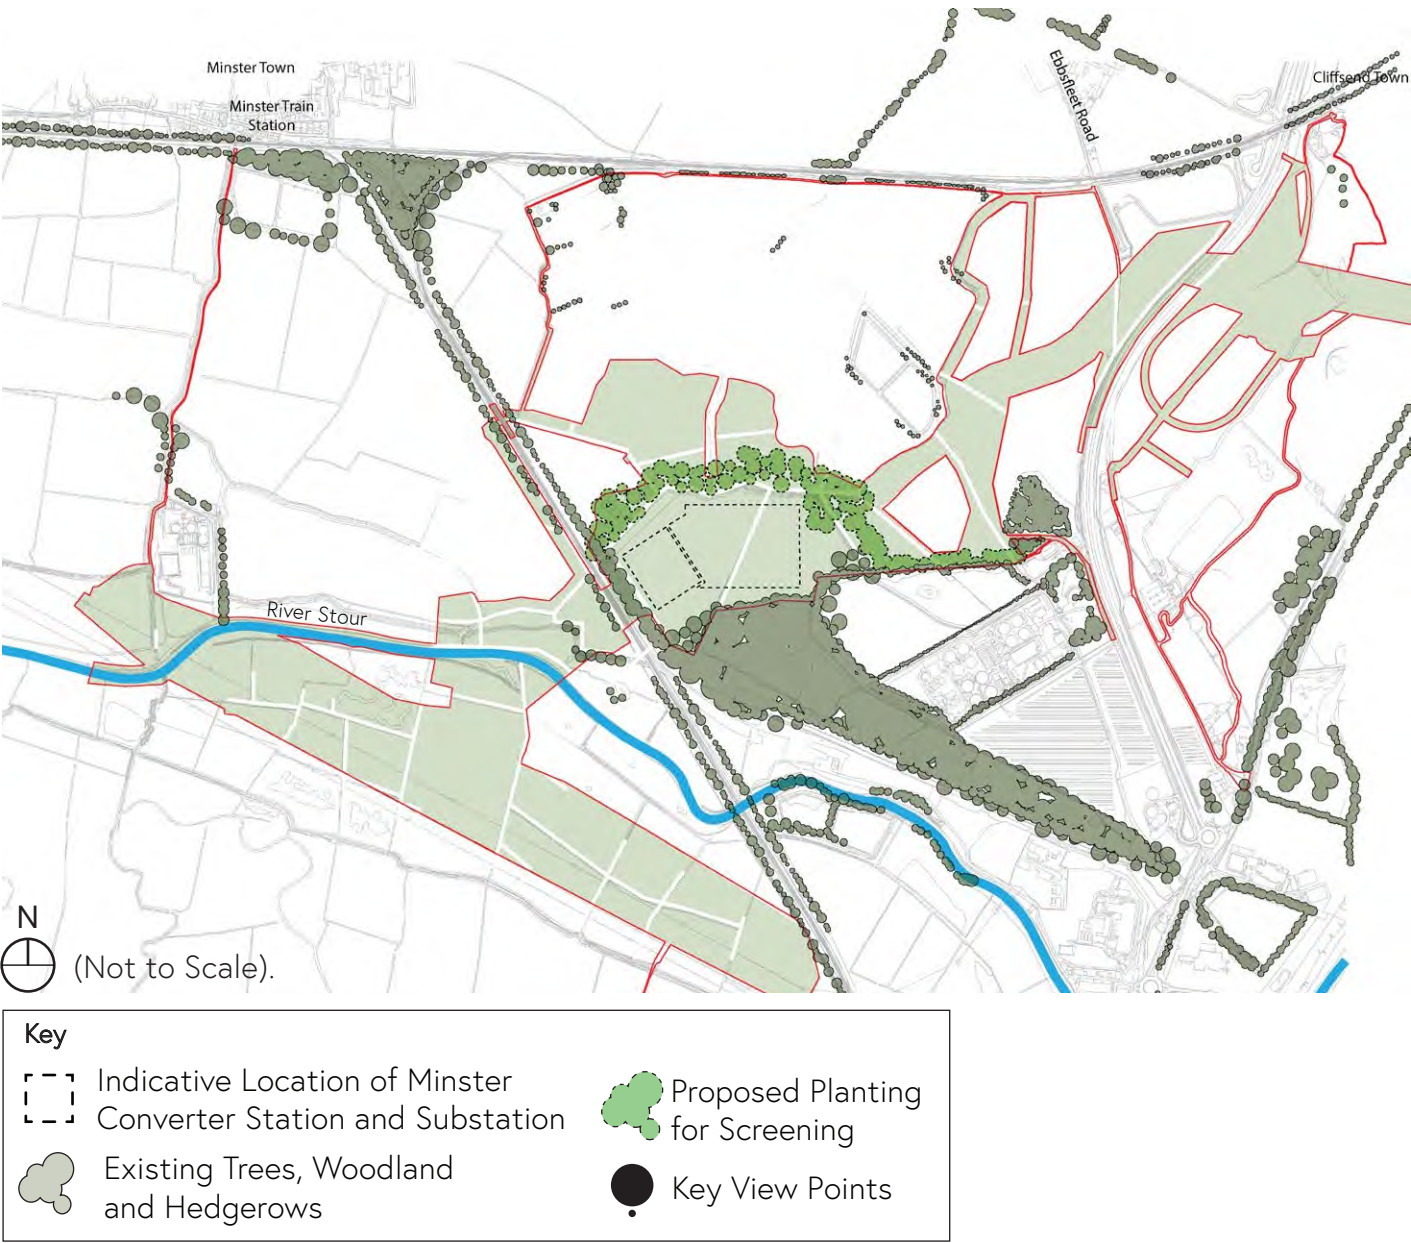 Minster Town
Minster Train
Station
Ebbsfleet Road
Cliffsend Town
River Stour
N
(Not to Scale).
Key
Indicative Location of Minster
Converter Station and Substation
Existing Trees, Woodland
and Hedgerows
Proposed Planting
for Screening
Key View Points